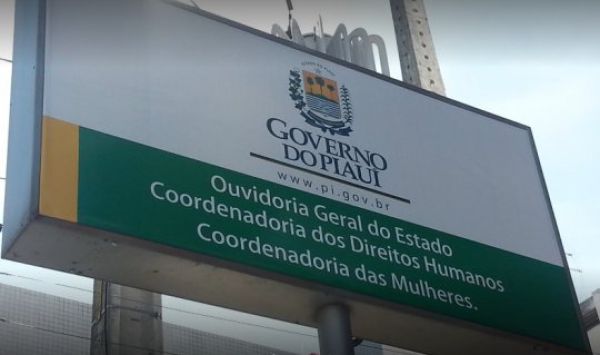 GOVERNO
DO PIAUÍ
www.pi.gov.br
Ouvidoria Geral do Estado
Coordenadoria dos Direitos Humanos
Coordenadoria das Mulheres.